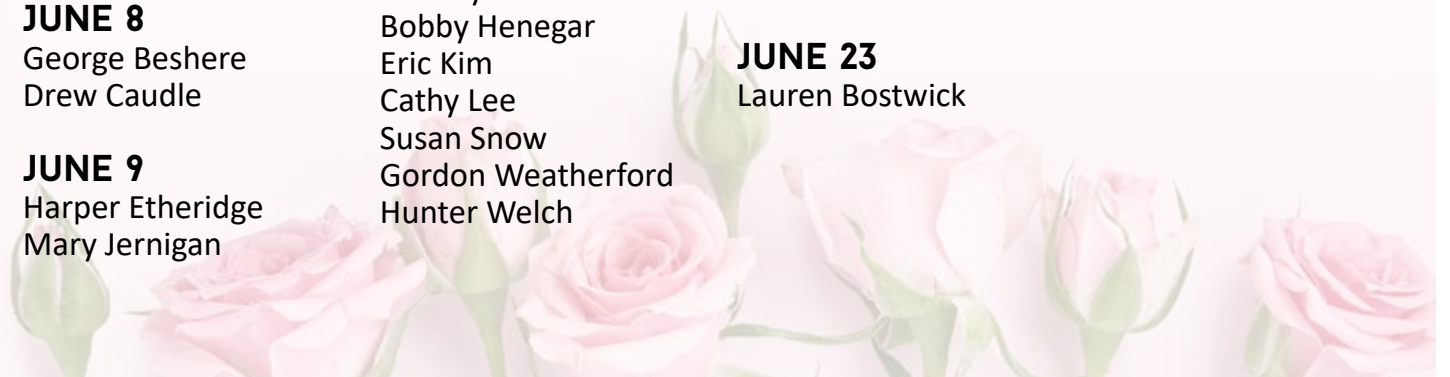 JUNE 8
George Beshere
Drew Caudle
JUNE 9
Harper Etheridge
Mary Jernigan
Bobby Henegar
Eric Kim
Cathy Lee
Susan Snow
Gordon Weatherford
Hunter Welch
JUNE 23
Lauren Bostwick